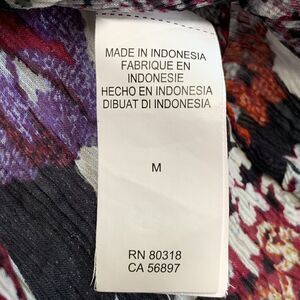 MADE IN INDONESIA
FABRIQUE EN
INDONESIE
HECHO EN INDONESIA
DIBUAT DI INDONESIA
M
RN 80318
CA 56897